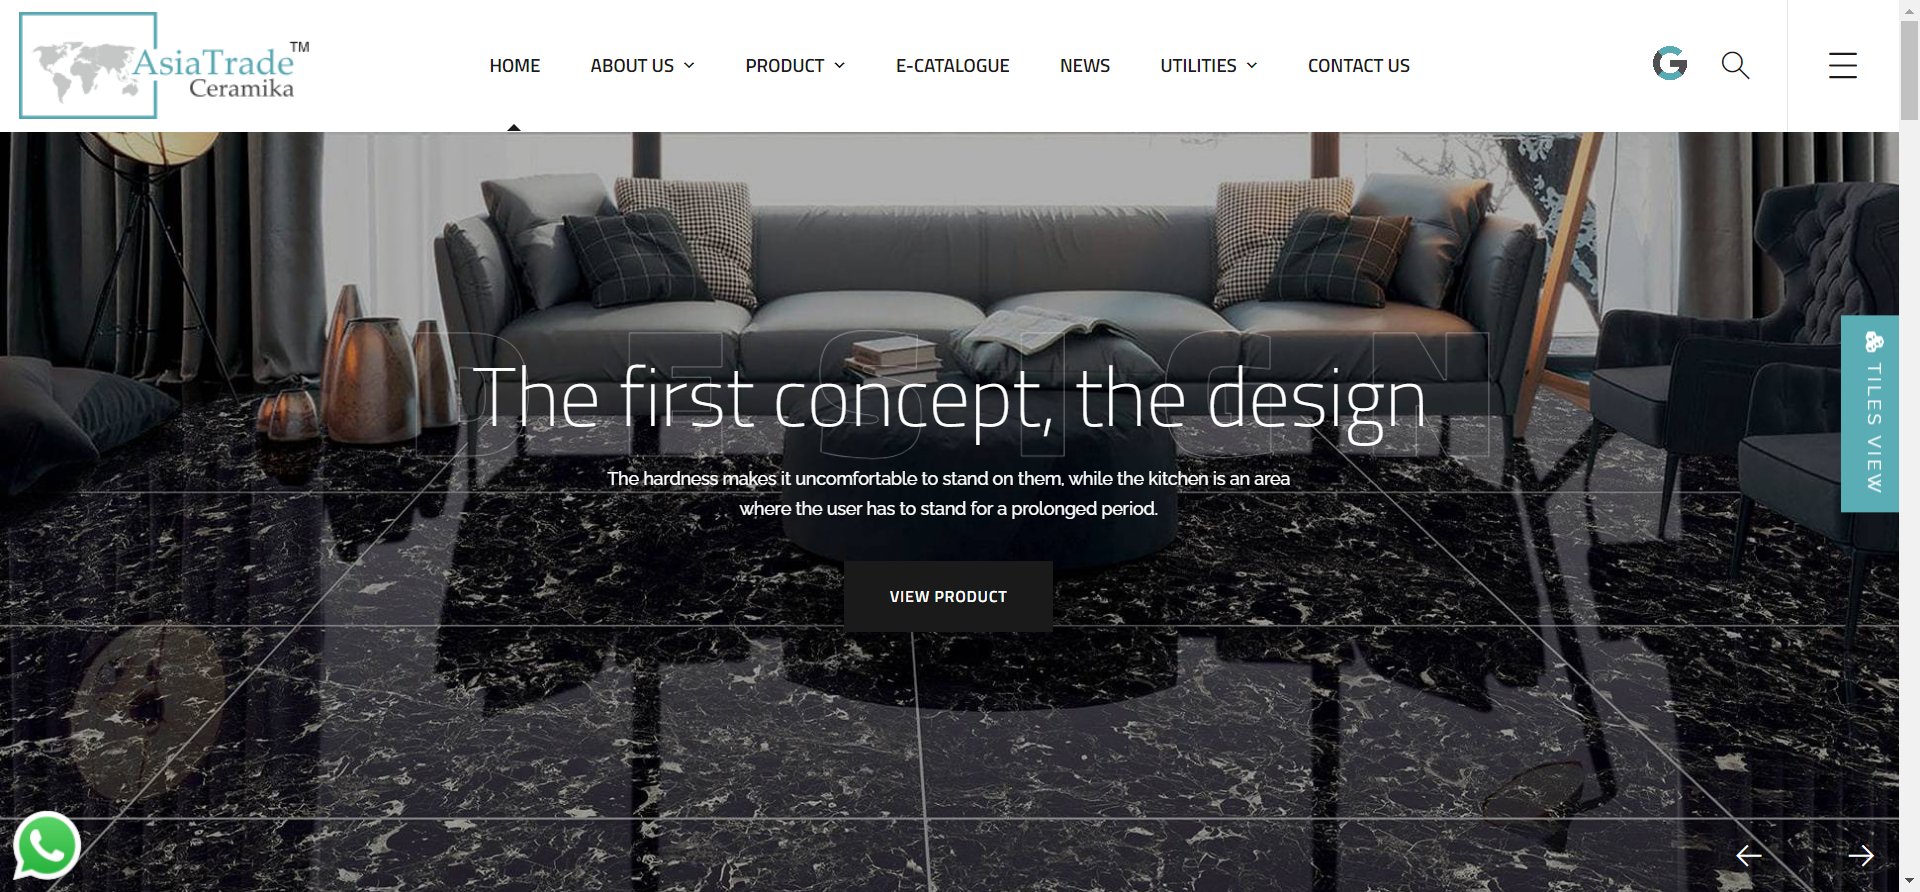 AsiaTrade™
Ceramika
HOME
ABOUT US
PRODUCT
E-CATALOGUE
NEWS
UTILITIES
CONTACT US
G
DESIGN
The first concept, the design
The hardness makes it uncomfortable to stand on them, while the kitchen is an area
where the user has to stand for a prolonged period.
VIEW PRODUCT
TILES VIEW